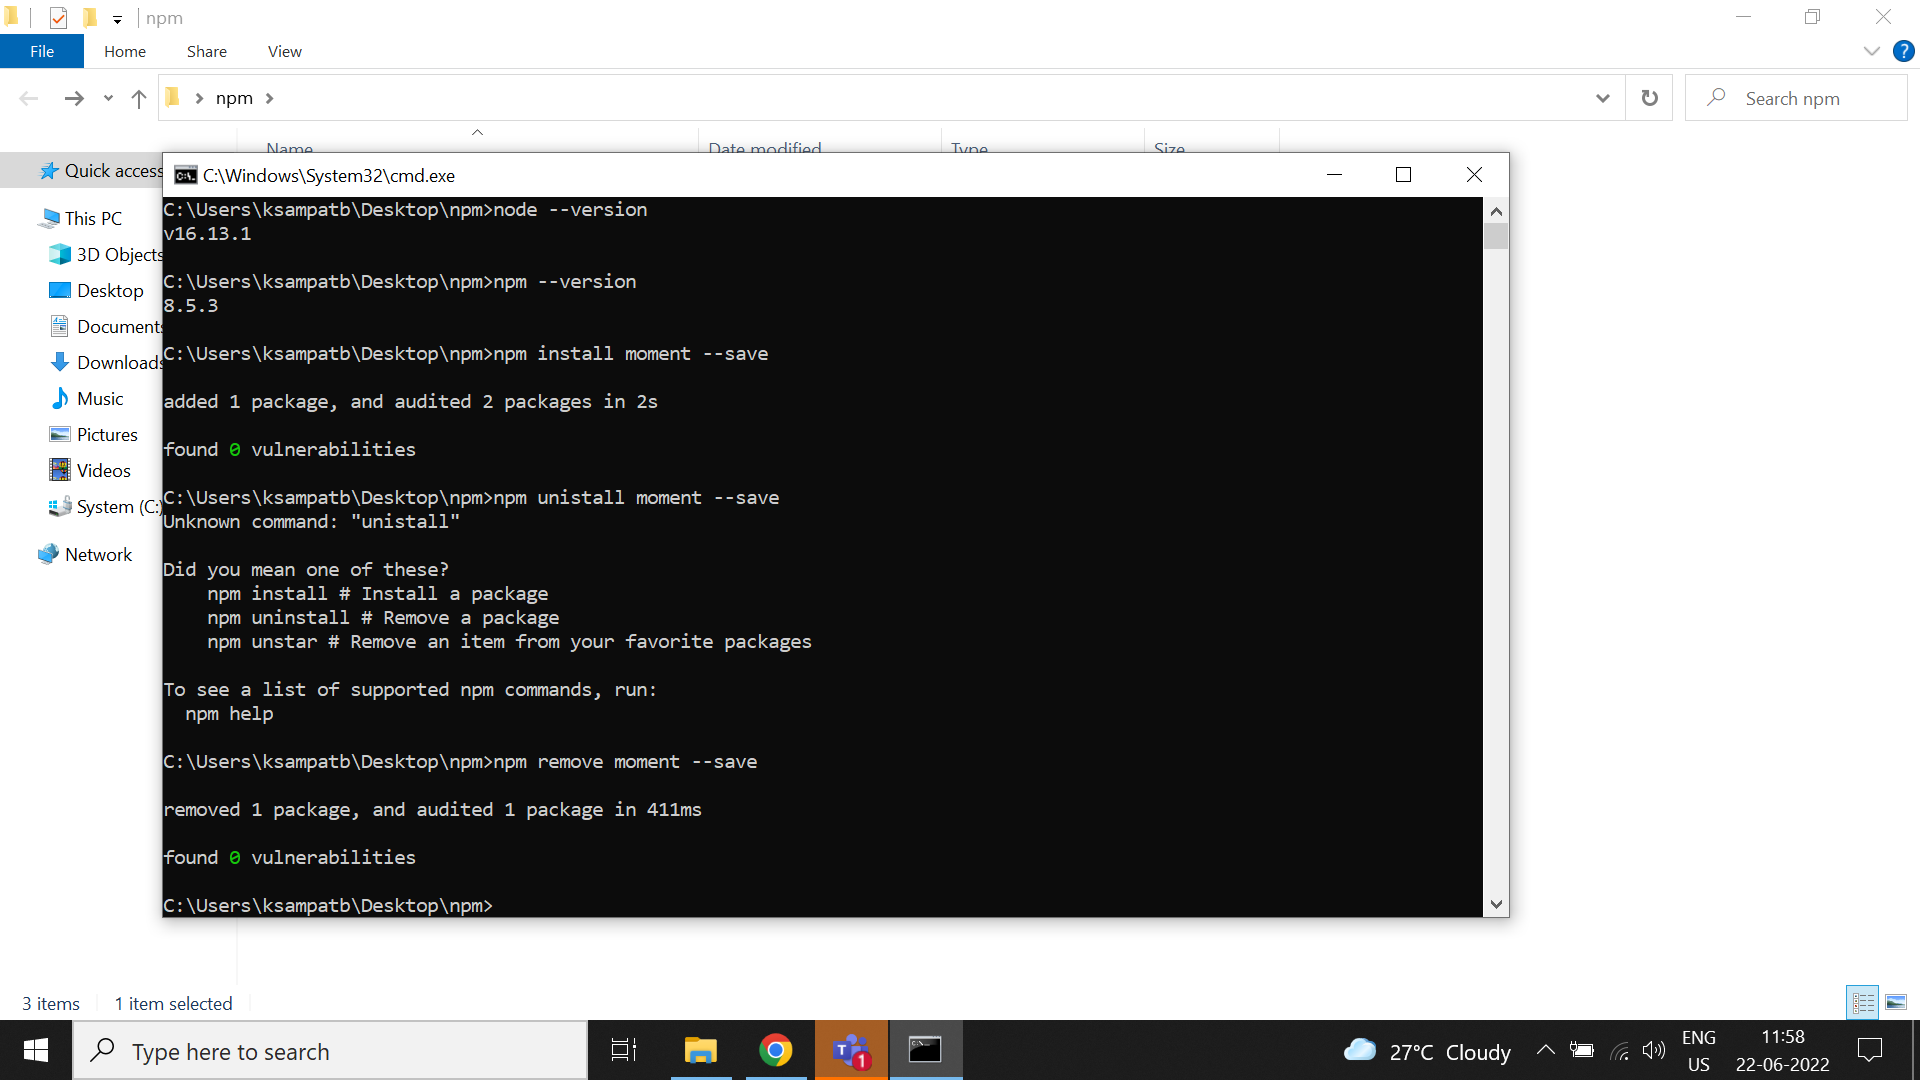 npm
File Home Share View
npm
Search npm
Name Date modified Type Size
Quick access
This PC
3D Objects
Desktop
Documents
Downloads
Music
Pictures
Videos
System (C:)
Network
C:\Windows\System32\cmd.exe
C:\Users\ksampatb\Desktop\npm>node --version
v16.13.1
C:\Users\ksampatb\Desktop\npm>npm --version
8.5.3
C:\Users\ksampatb\Desktop\npm>npm install moment --save
added 1 package, and audited 2 packages in 2s
found 0 vulnerabilities
C:\Users\ksampatb\Desktop\npm>npm unistall moment --save
Unknown command: "unistall"
Did you mean one of these?
npm install # Install a package
npm uninstall # Remove a package
npm unstar # Remove an item from your favorite packages
To see a list of supported npm commands, run:
npm help
C:\Users\ksampatb\Desktop\npm>npm remove moment --save
removed 1 package, and audited 1 package in 411ms
found 0 vulnerabilities
C:\Users\ksampatb\Desktop\npm>
3 items 1 item selected
Type here to search
1
27°C Cloudy
ENG
US
11:58
22-06-2022